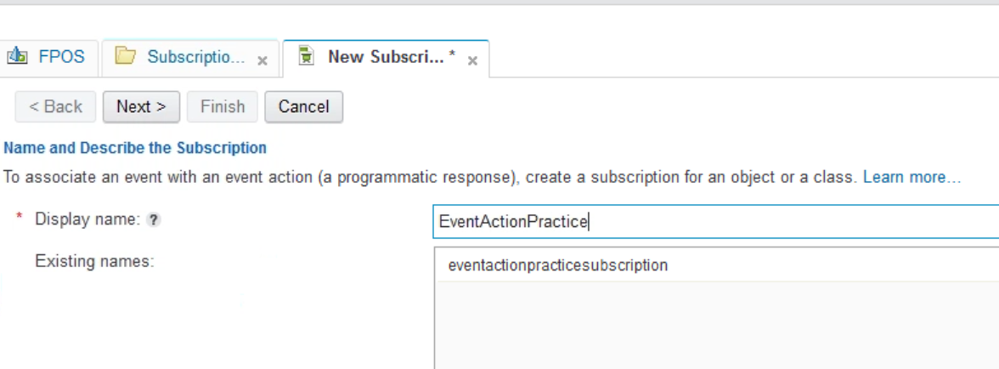 FPOS Subscriptio... x New Subscri... * x
< Back Next > Finish Cancel
Name and Describe the Subscription
To associate an event with an event action (a programmatic response), create a subscription for an object or a class. Learn more...
* Display name: ? EventActionPractice
Existing names: eventactionpracticesubscription